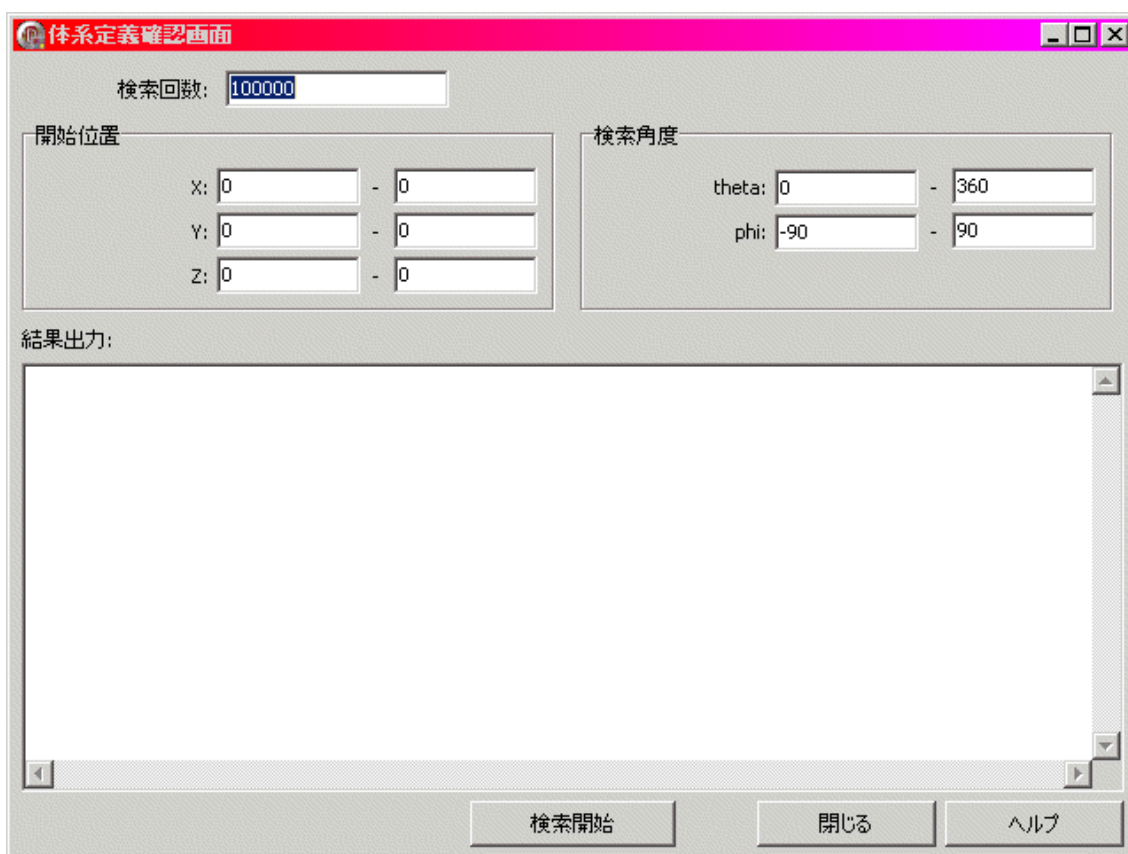 体系定義確認画面
検索回数: 100000
開始位置
X: 0 - 0
Y: 0 - 0
Z: 0 - 0
検索角度
theta: 0 - 360
phi: -90 - 90
結果出力:
検索開始 閉じる ヘルプ